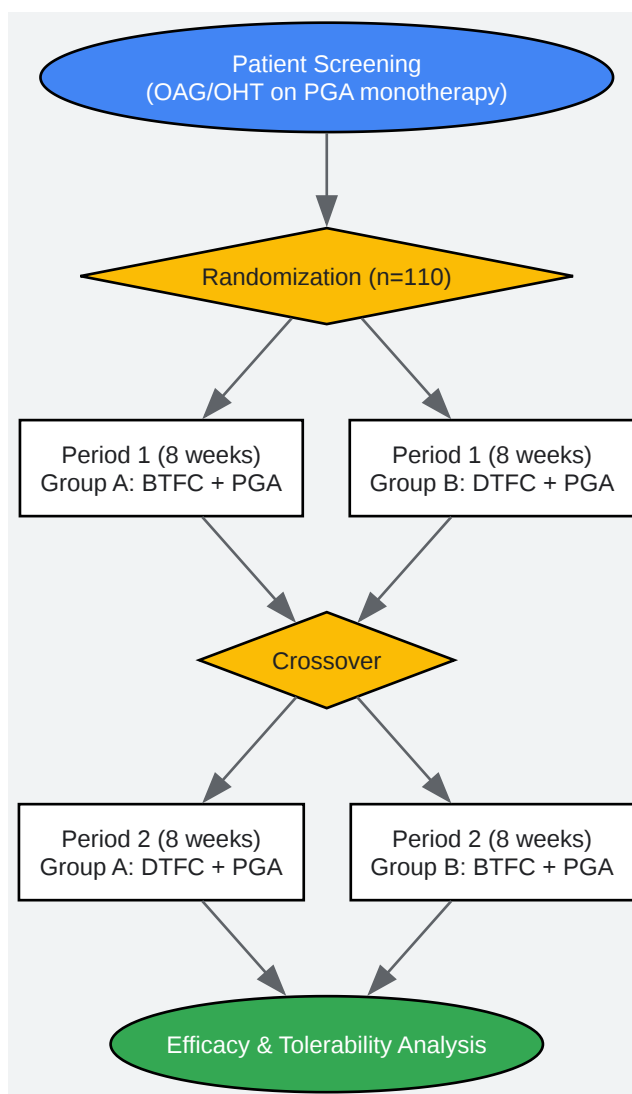 Patient Screening
(OAG/OHT on PGA monotherapy)
Randomization (n=110)
Period 1 (8 weeks)
Group A: BTFC + PGA
Period 1 (8 weeks)
Group B: DTFC + PGA
Crossover
Period 2 (8 weeks)
Group A: DTFC + PGA
Period 2 (8 weeks)
Group B: BTFC + PGA
Efficacy & Tolerability Analysis